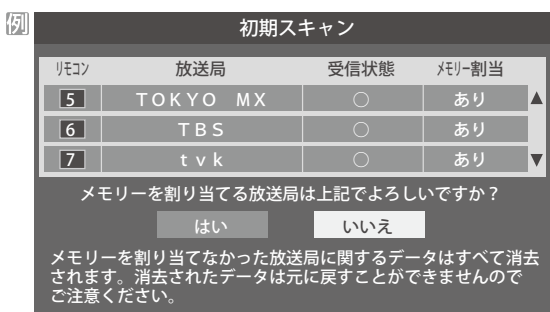 例
初期スキャン
リモコン 放送局 受信状態 メモリー割当
5 TOKYO MX ○ あり ▲
6 TBS ○ あり
7 tvk ○ あり ▼
メモリーを割り当てる放送局は上記でよろしいですか？
はい いいえ
メモリーを割り当てなかった放送局に関するデータはすべて消去
されます。消去されたデータは元に戻すことができませんので
ご注意ください。